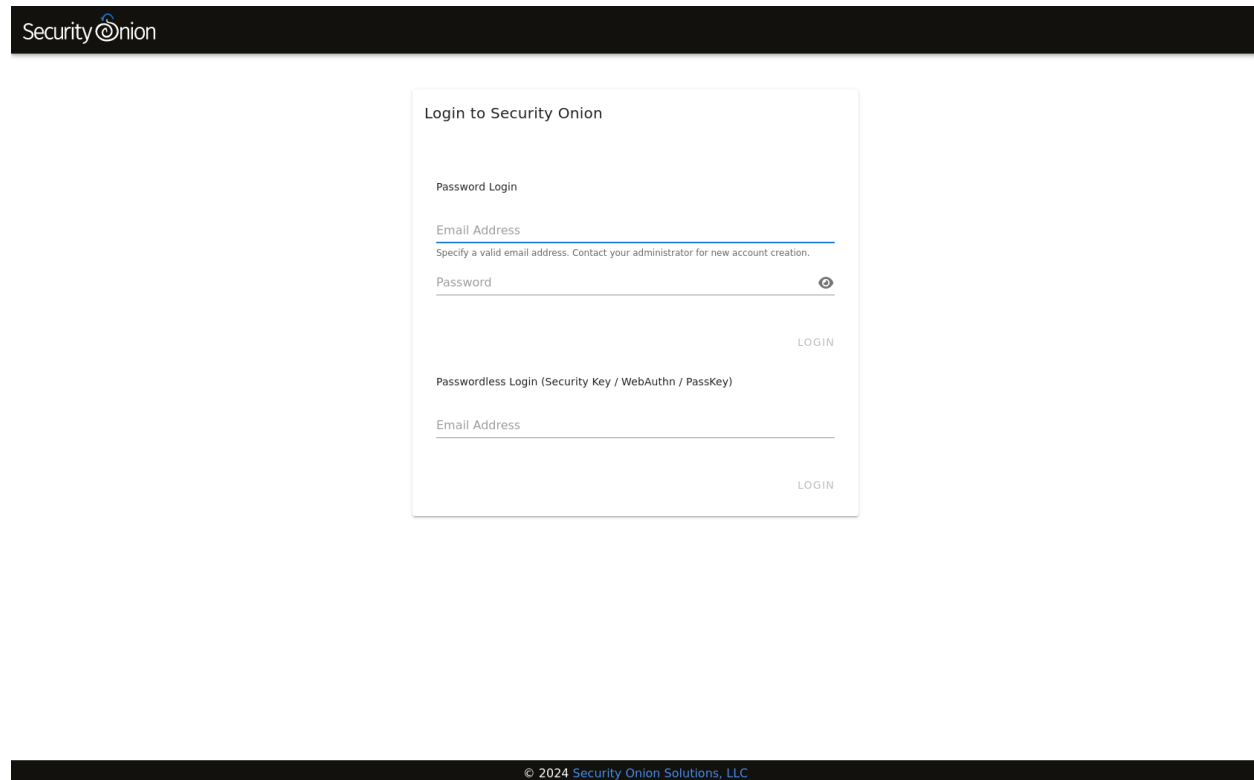 Security Onion
Login to Security Onion
Password Login
Email Address
Specify a valid email address. Contact your administrator for new account creation.
Password
LOGIN
Passwordless Login (Security Key / WebAuthn / PassKey)
Email Address
LOGIN
© 2024 Security Onion Solutions, LLC